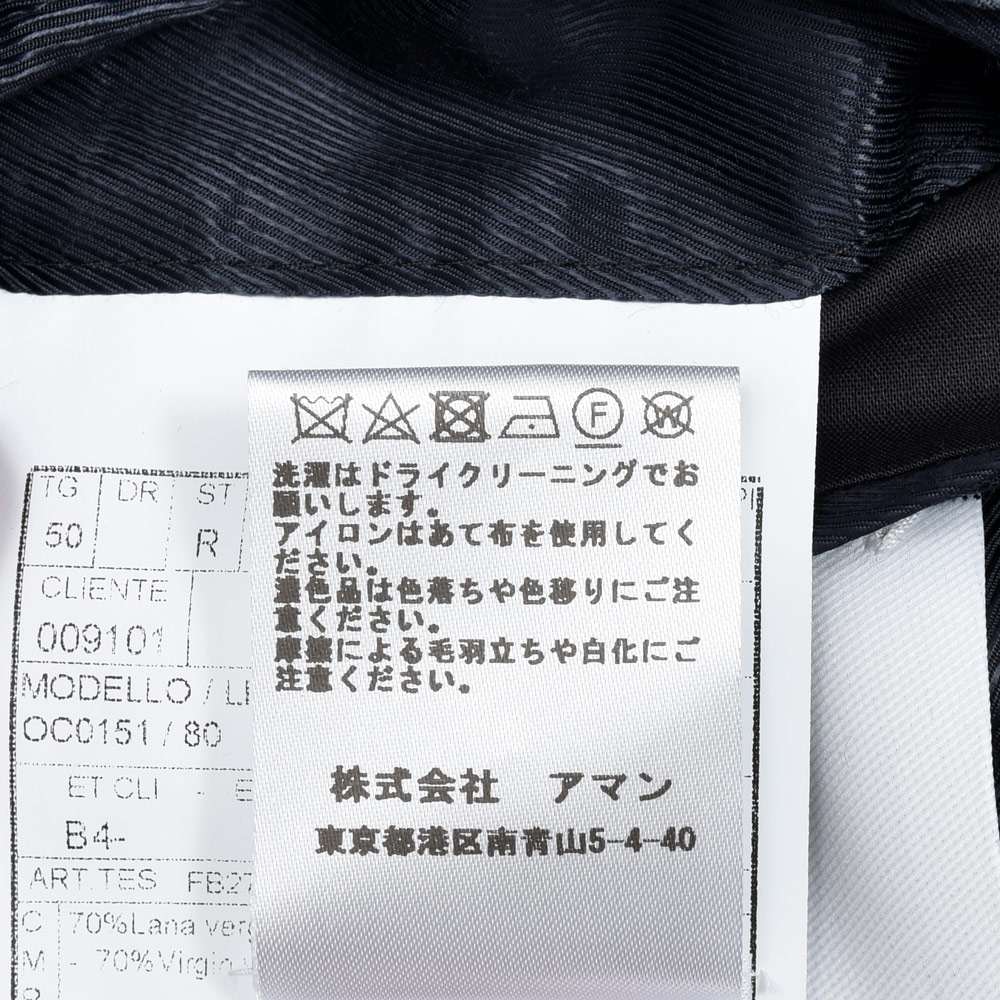 洗濯はドライクリーニングでお
願いします。
アイロンはあて布を使用してく
ださい。
濃色品は色落ちや色移りにご注
意ください。
摩擦による毛羽立ちや白化にご
注意ください。
株式会社 アマン
東京都港区南青山5-4-40
F
W
TG DR ST
50 R
CLIENTE
009101
MODELLO /
OC0151 / 80
ET CLI -
B4-
ART.TES FB27
C 70%Lana
M - 70%Virgin